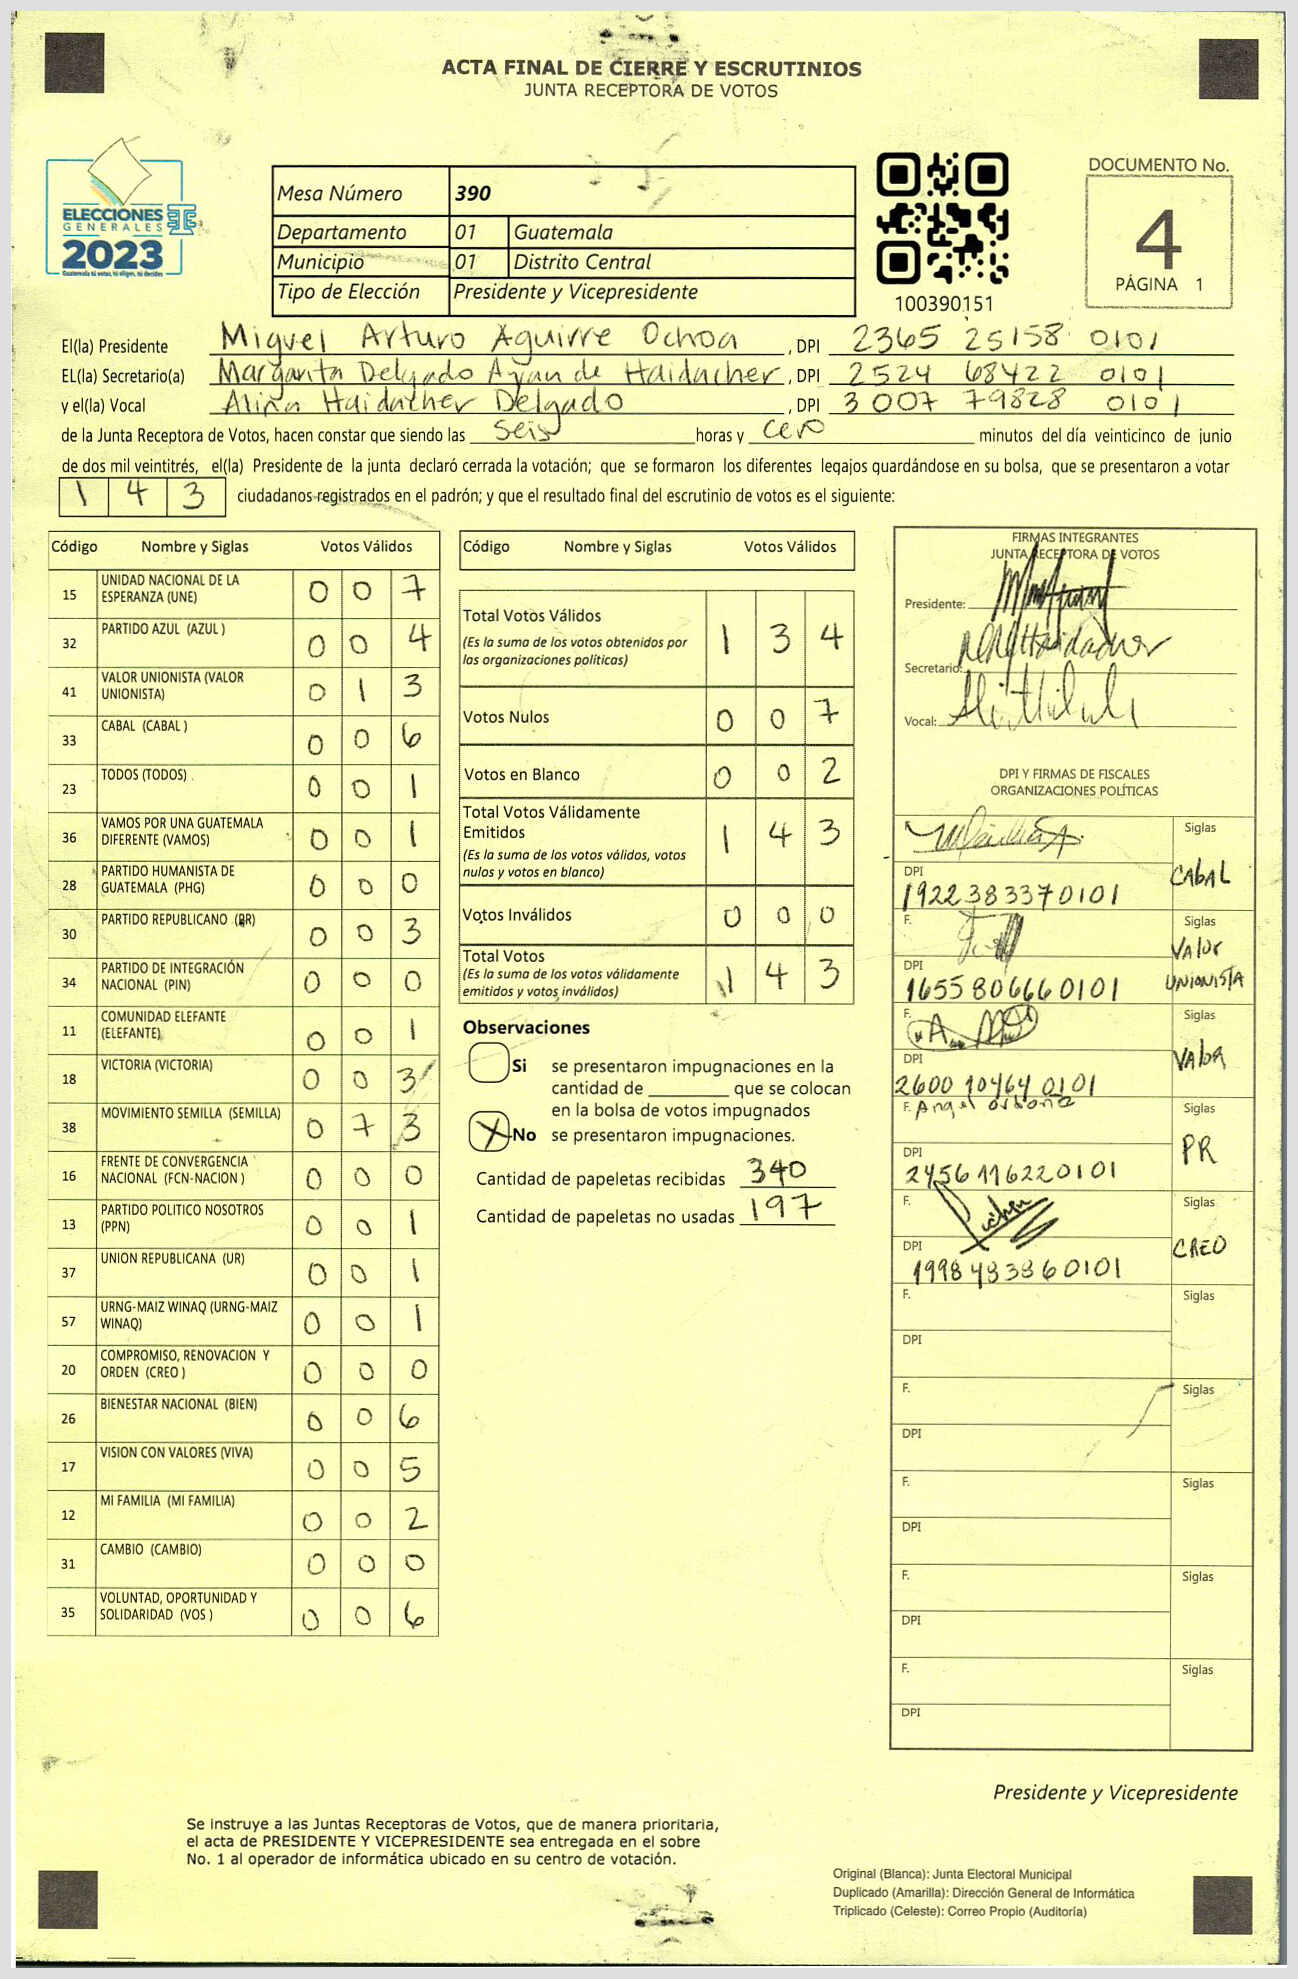 ACTA FINAL DE CIERRE Y ESCRUTINIOS
JUNTA RECEPTORA DE VOTOS
ELECCIONES
GENERALES
2023
Guatemala tú votas, tú eliges, tú decides
Mesa Número 390
Departamento 01 Guatemala
Municipio 01 Distrito Central
Tipo de Elección Presidente y Vicepresidente
100390151
DOCUMENTO No.
4
PÁGINA 1
El(la) Presidente Miguel Arturo Aguirre Ochoa, DPI 2365 25158 0101
EL(la) Secretario(a) Margarita Delgado Ayan de Haidacher, DPI 2524 68422 0101
y el(la) Vocal Alina Haidacher Delgado, DPI 3007 79828 0101
de la Junta Receptora de Votos, hacen constar que siendo las seis horas y cero minutos del día veinticinco de junio
de dos mil veintitrés, el(la) Presidente de la junta declaró cerrada la votación; que se formaron los diferentes legajos guardándose en su bolsa, que se presentaron a votar
1 4 3 ciudadanos registrados en el padrón; y que el resultado final del escrutinio de votos es el siguiente:
Código Nombre y Siglas Votos Válidos
15 UNIDAD NACIONAL DE LA ESPERANZA (UNE) 0 0 7
32 PARTIDO AZUL (AZUL ) 0 0 4
41 VALOR UNIONISTA (VALOR UNIONISTA) 0 1 3
33 CABAL (CABAL ) 0 0 6
23 TODOS (TODOS) 0 0 1
36 VAMOS POR UNA GUATEMALA DIFERENTE (VAMOS) 0 0 1
28 PARTIDO HUMANISTA DE GUATEMALA (PHG) 0 0 0
30 PARTIDO REPUBLICANO (PR) 0 0 3
34 PARTIDO DE INTEGRACIÓN NACIONAL (PIN) 0 0 0
11 COMUNIDAD ELEFANTE (ELEFANTE) 0 0 1
18 VICTORIA (VICTORIA) 0 0 3
38 MOVIMIENTO SEMILLA (SEMILLA) 0 7 3
16 FRENTE DE CONVERGENCIA NACIONAL (FCN-NACION ) 0 0 0
13 PARTIDO POLITICO NOSOTROS (PPN) 0 0 1
37 UNION REPUBLICANA (UR) 0 0 1
57 URNG-MAIZ WINAQ (URNG-MAIZ WINAQ) 0 0 1
20 COMPROMISO, RENOVACION Y ORDEN (CREO ) 0 0 0
26 BIENESTAR NACIONAL (BIEN) 0 0 6
17 VISION CON VALORES (VIVA) 0 0 5
12 MI FAMILIA (MI FAMILIA) 0 0 2
31 CAMBIO (CAMBIO) 0 0 0
35 VOLUNTAD, OPORTUNIDAD Y SOLIDARIDAD (VOS ) 0 0 6
Código Nombre y Siglas Votos Válidos
Total Votos Válidos 1 3 4
(Es la suma de los votos obtenidos por
las organizaciones políticas)
Votos Nulos 0 0 7
Votos en Blanco 0 0 2
Total Votos Válidamente
Emitidos 1 4 3
(Es la suma de los votos válidos, votos
nulos y votos en blanco)
Votos Inválidos 0 0 0
Total Votos 1 4 3
(Es la suma de los votos válidamente
emitidos y votos inválidos)
Observaciones
Si se presentaron impugnaciones en la
cantidad de ________ que se colocan
en la bolsa de votos impugnados
X No se presentaron impugnaciones.
Cantidad de papeletas recibidas 340
Cantidad de papeletas no usadas 197
FIRMAS INTEGRANTES
JUNTA RECEPTORA DE VOTOS
Presidente:
Secretario:
Vocal:
DPI Y FIRMAS DE FISCALES
ORGANIZACIONES POLÍTICAS
Siglas CABAL
DPI 1922383370101
F. Siglas VALOR UNIONISTA
DPI 1655806660101
F. Siglas VALOR
DPI 2600 10464 0101
F. Angel Siglas PR
DPI 2456116220101
F. Siglas CREO
DPI 1998483860101
F. Siglas
DPI
F. Siglas
DPI
F. Siglas
DPI
F. Siglas
DPI
F. Siglas
DPI
Presidente y Vicepresidente
Se instruye a las Juntas Receptoras de Votos, que de manera prioritaria,
el acta de PRESIDENTE Y VICEPRESIDENTE sea entregada en el sobre
No. 1 al operador de informática ubicado en su centro de votación.
Original (Blanca): Junta Electoral Municipal
Duplicado (Amarilla): Dirección General de Informática
Triplicado (Celeste): Correo Propio (Auditoría)